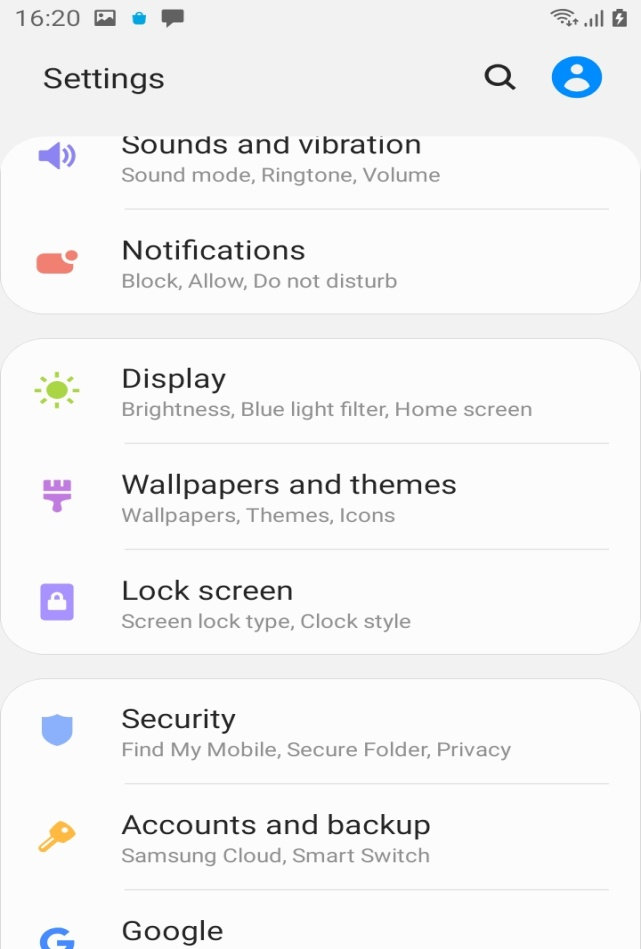 16:20
Settings
Sounds and vibration
Sound mode, Ringtone, Volume
Notifications
Block, Allow, Do not disturb
Display
Brightness, Blue light filter, Home screen
Wallpapers and themes
Wallpapers, Themes, Icons
Lock screen
Screen lock type, Clock style
Security
Find My Mobile, Secure Folder, Privacy
Accounts and backup
Samsung Cloud, Smart Switch
Google